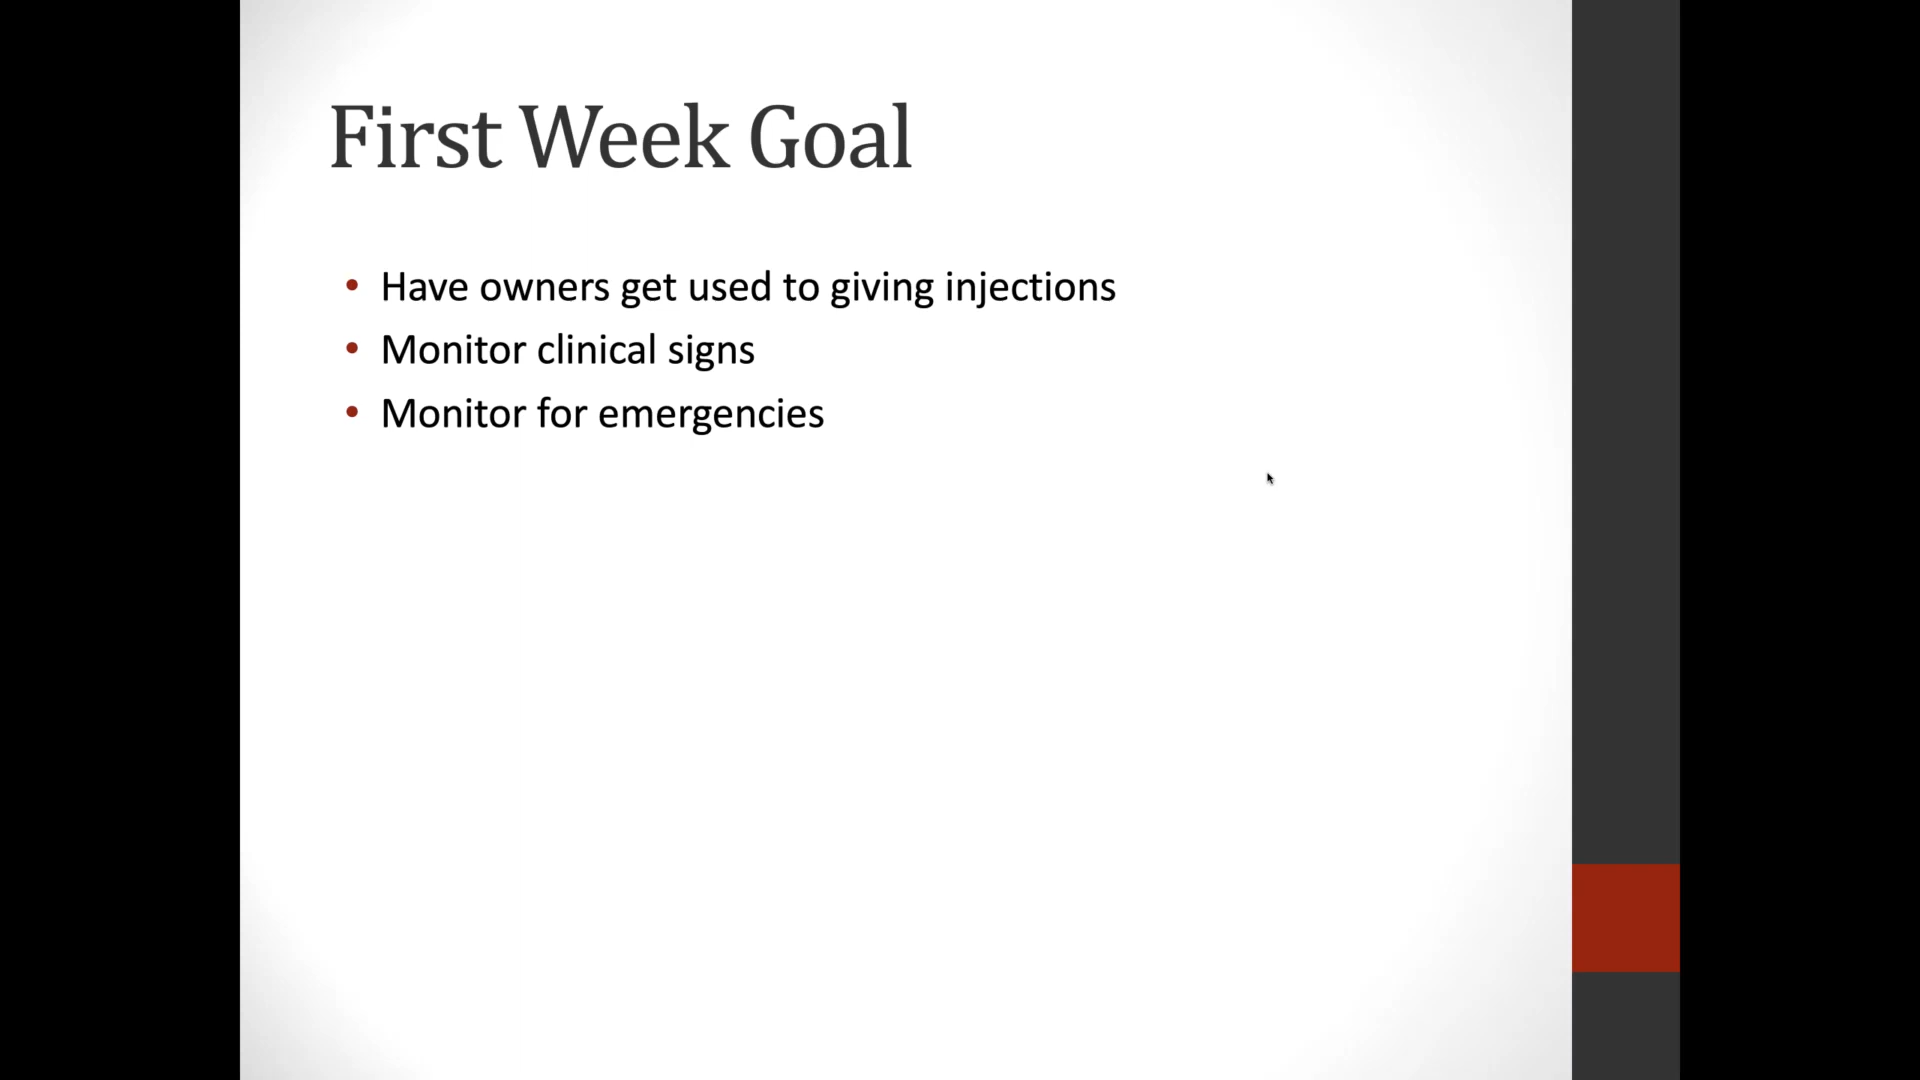 First Week Goal
• Have owners get used to giving injections
• Monitor clinical signs
• Monitor for emergencies